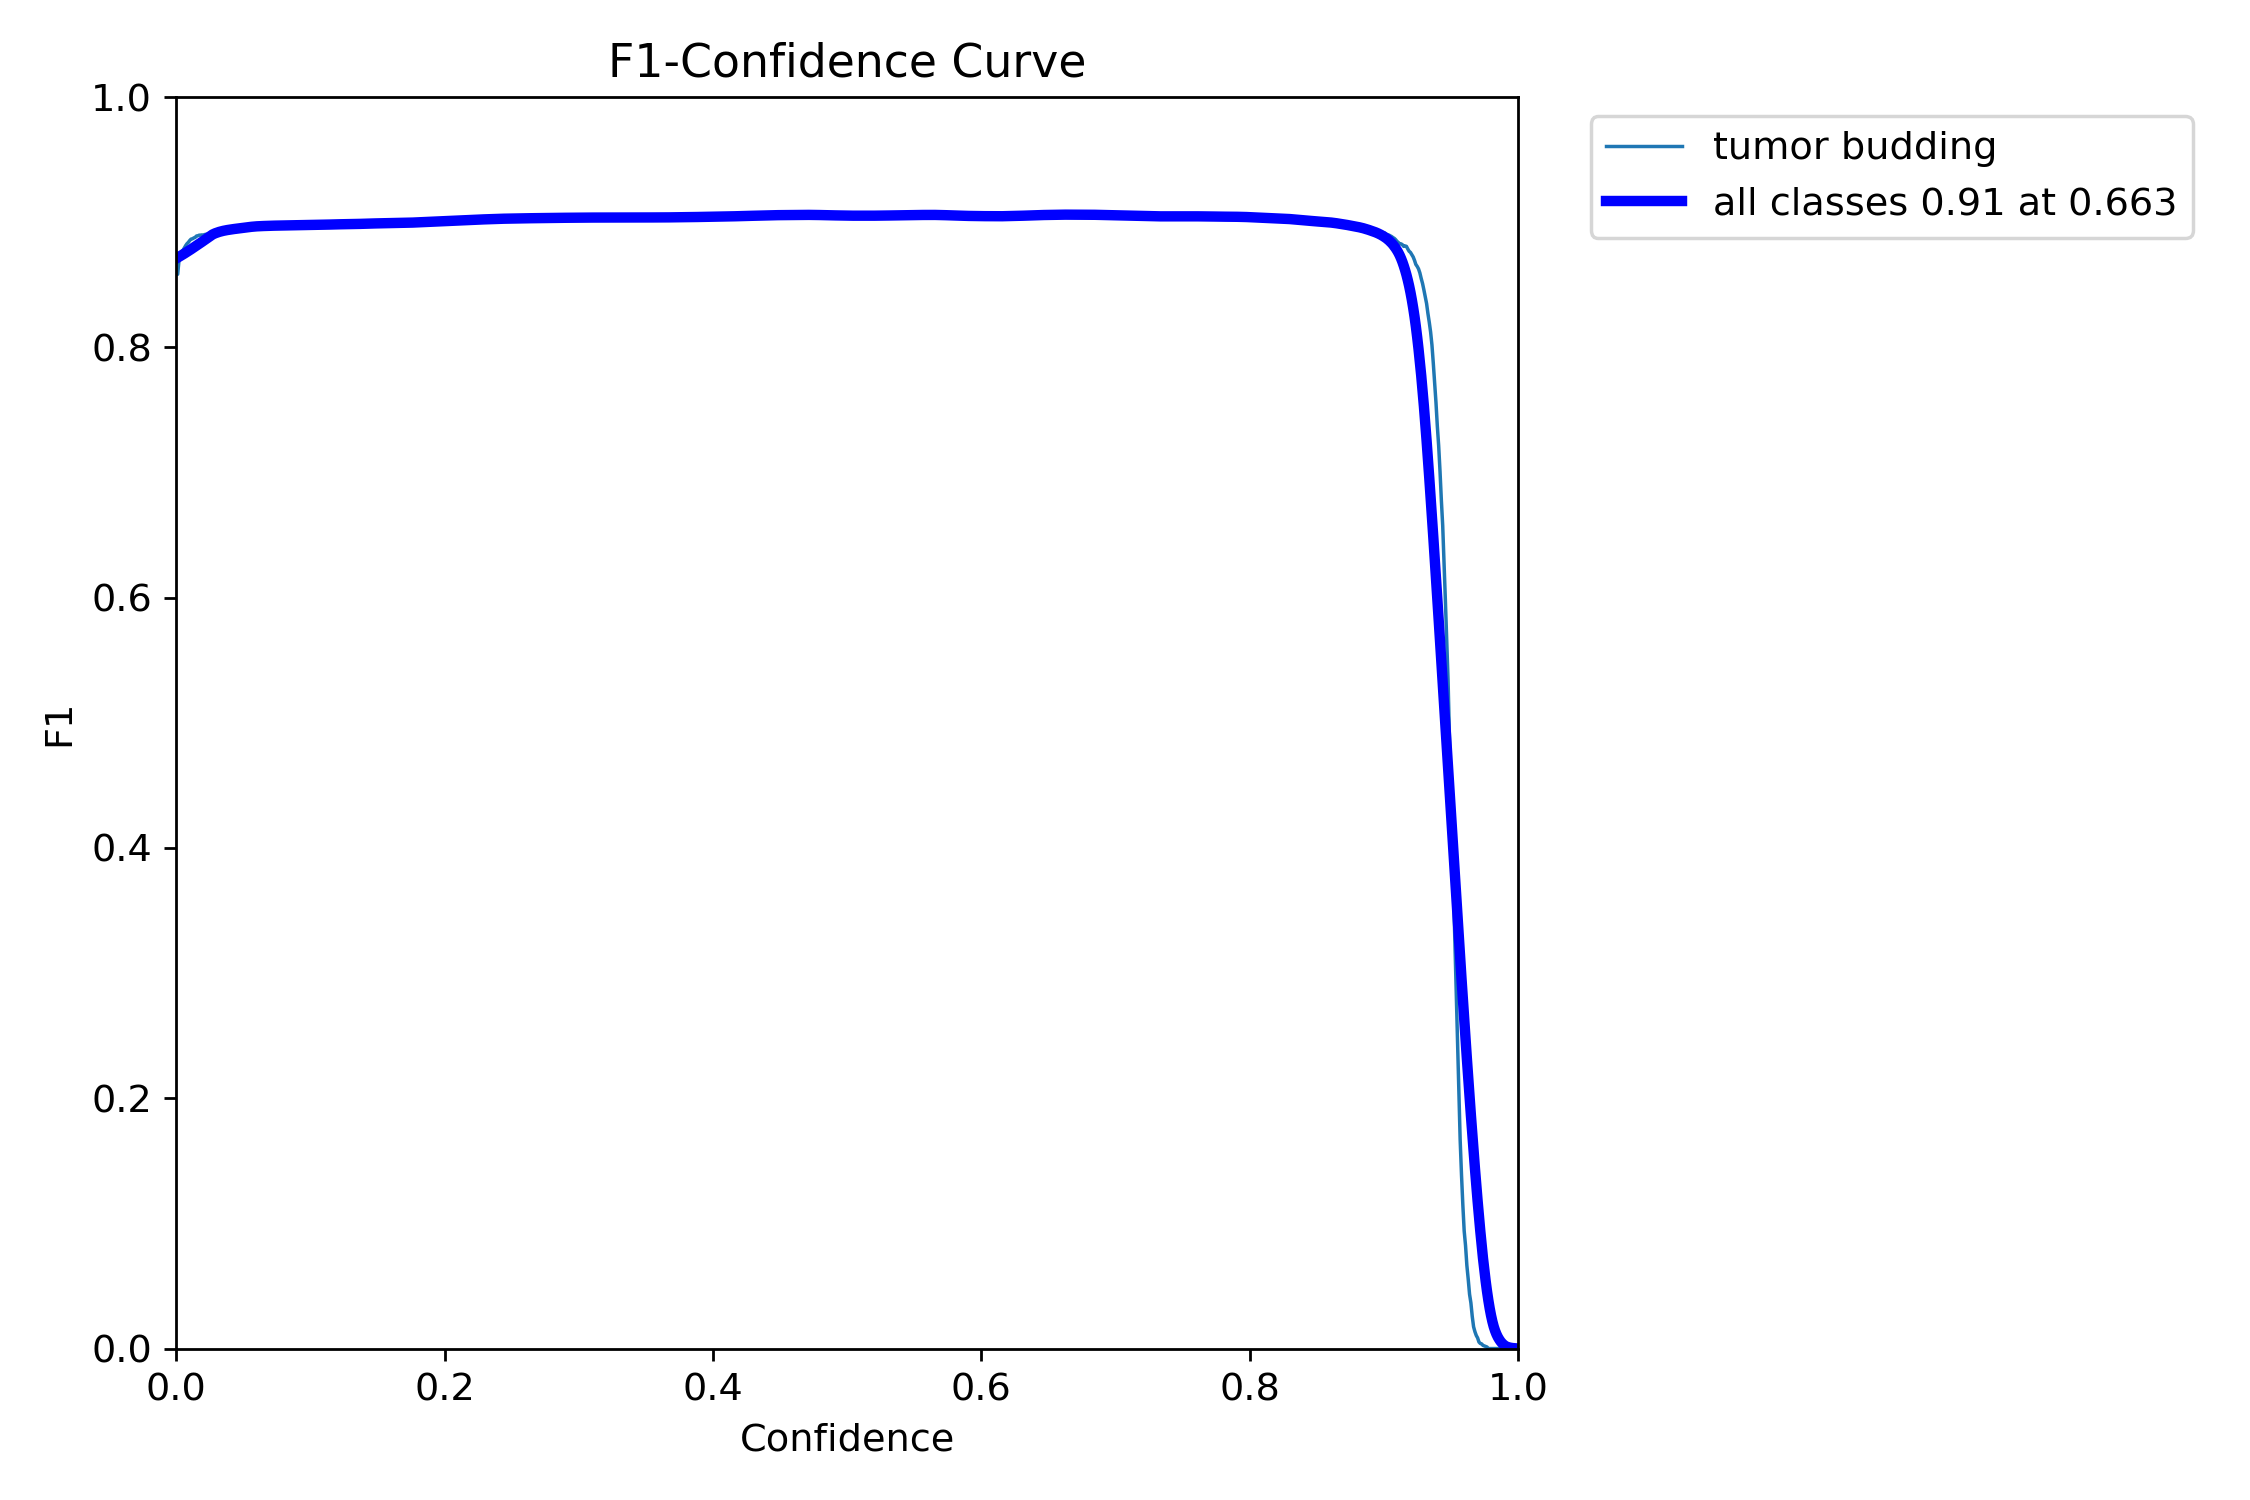 F1-Confidence Curve
1.0
0.8
0.6
0.4
0.2
0.0
F1
0.0 0.2 0.4 0.6 0.8 1.0
Confidence
tumor budding
all classes 0.91 at 0.663